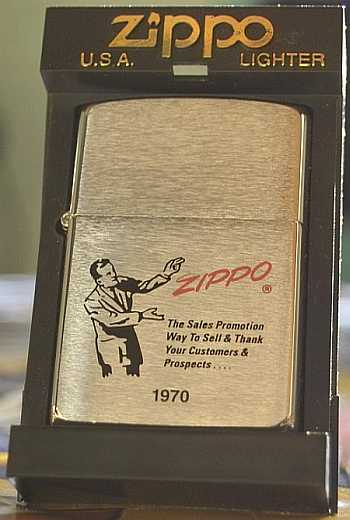 zippo
U.S.A. LIGHTER
ZIPPO®
The Sales Promotion
Way To Sell & Thank
Your Customers &
Prospects ....
1970